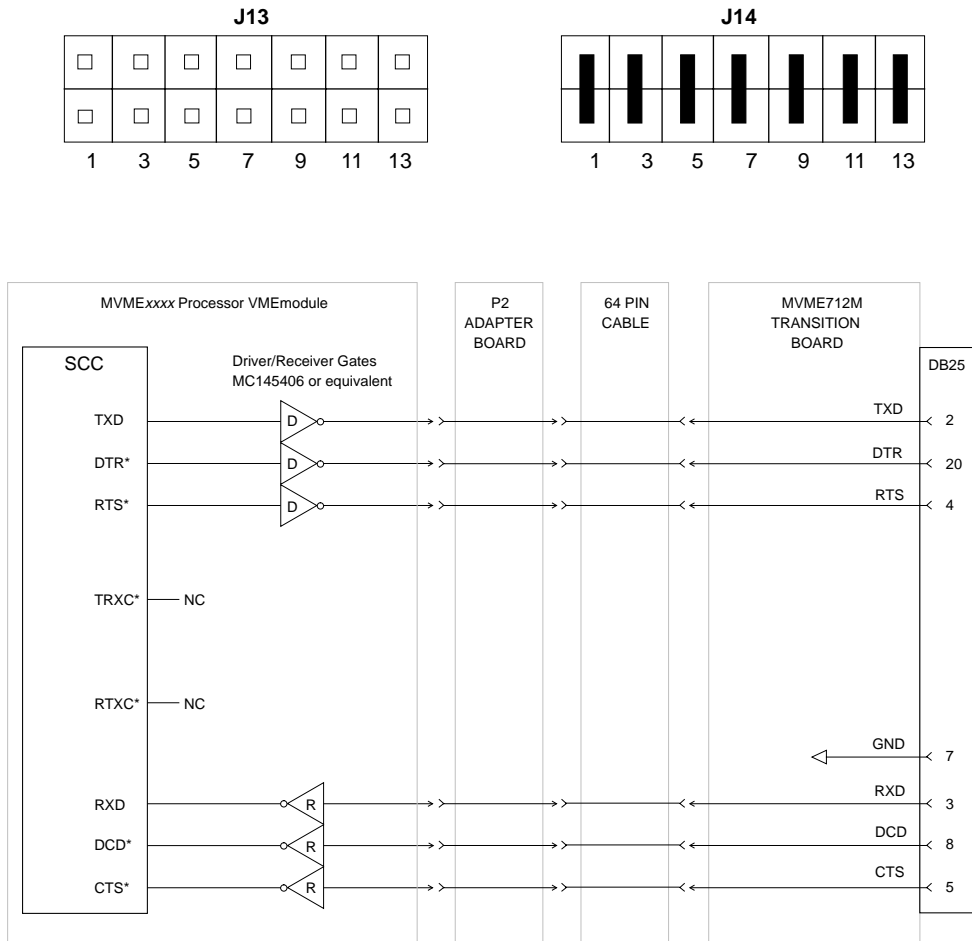 J13
J14
1 3 5 7 9 11 13
1 3 5 7 9 11 13
MVMExxxx Processor VMEmodule
P2
ADAPTER
BOARD
64 PIN
CABLE
MVME712M
TRANSITION
BOARD
SCC
Driver/Receiver Gates
MC145406 or equivalent
DB25
TXD
D
TXD
2
DTR*
D
DTR
20
RTS*
D
RTS
4
TRXC*
NC
RTXC*
NC
GND
7
RXD
R
RXD
3
DCD*
R
DCD
8
CTS*
R
CTS
5